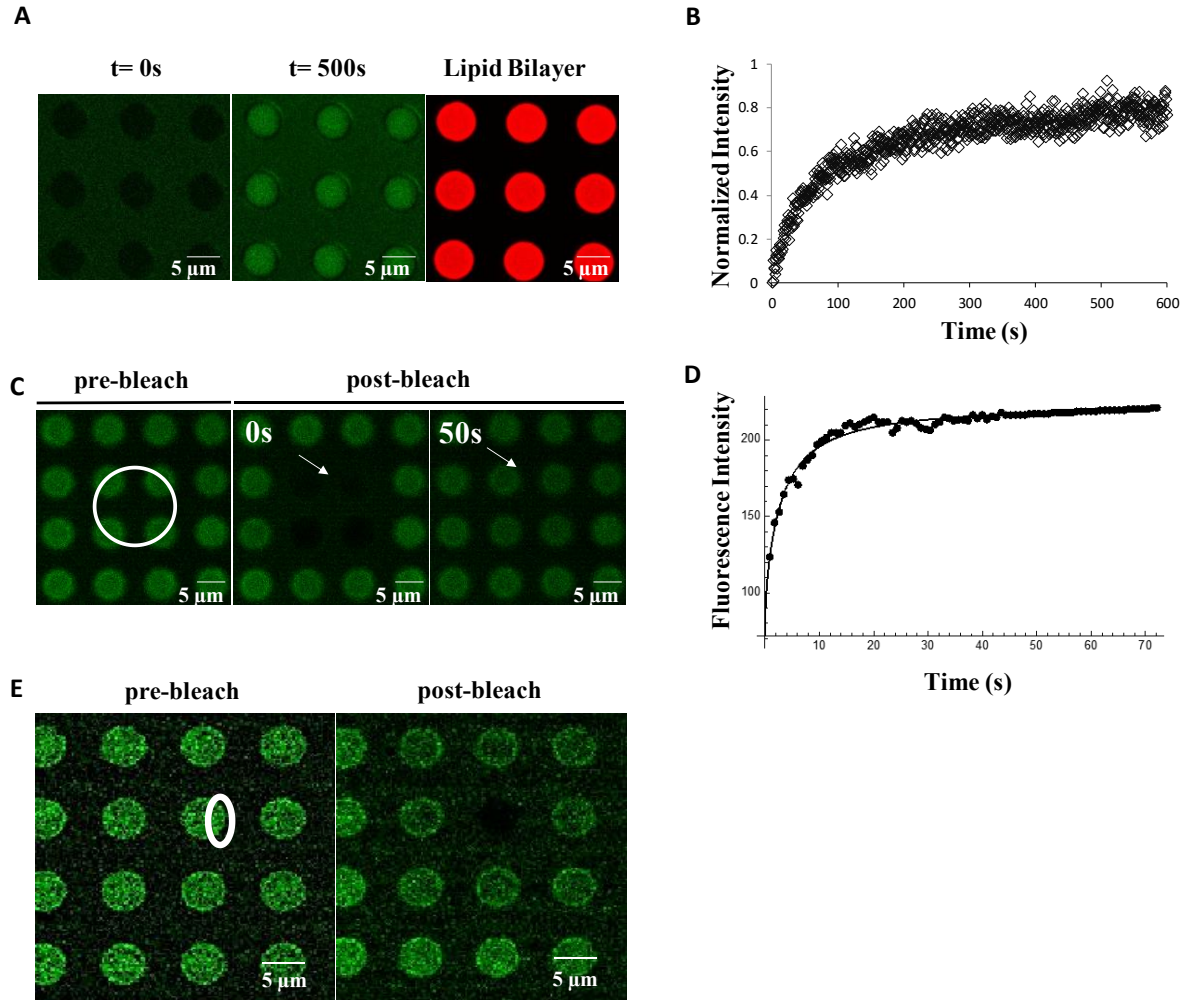 A
t= 0s t= 500s Lipid Bilayer
5 μm 5 μm 5 μm
B
Normalized Intensity
1
0.8
0.6
0.4
0.2
0
0 100 200 300 400 500 600
Time (s)
C
pre-bleach post-bleach
0s 50s
5 μm 5 μm 5 μm
D
Fluorescence Intensity
200
150
100
10 20 30 40 50 60 70
Time (s)
E
pre-bleach post-bleach
5 μm 5 μm